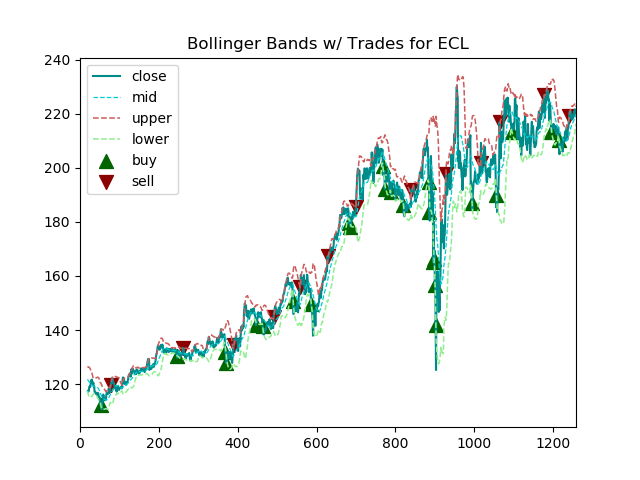 Bollinger Bands w/ Trades for ECL
240
220
200
180
160
140
120
close
mid
upper
lower
buy
sell
0 200 400 600 800 1000 1200